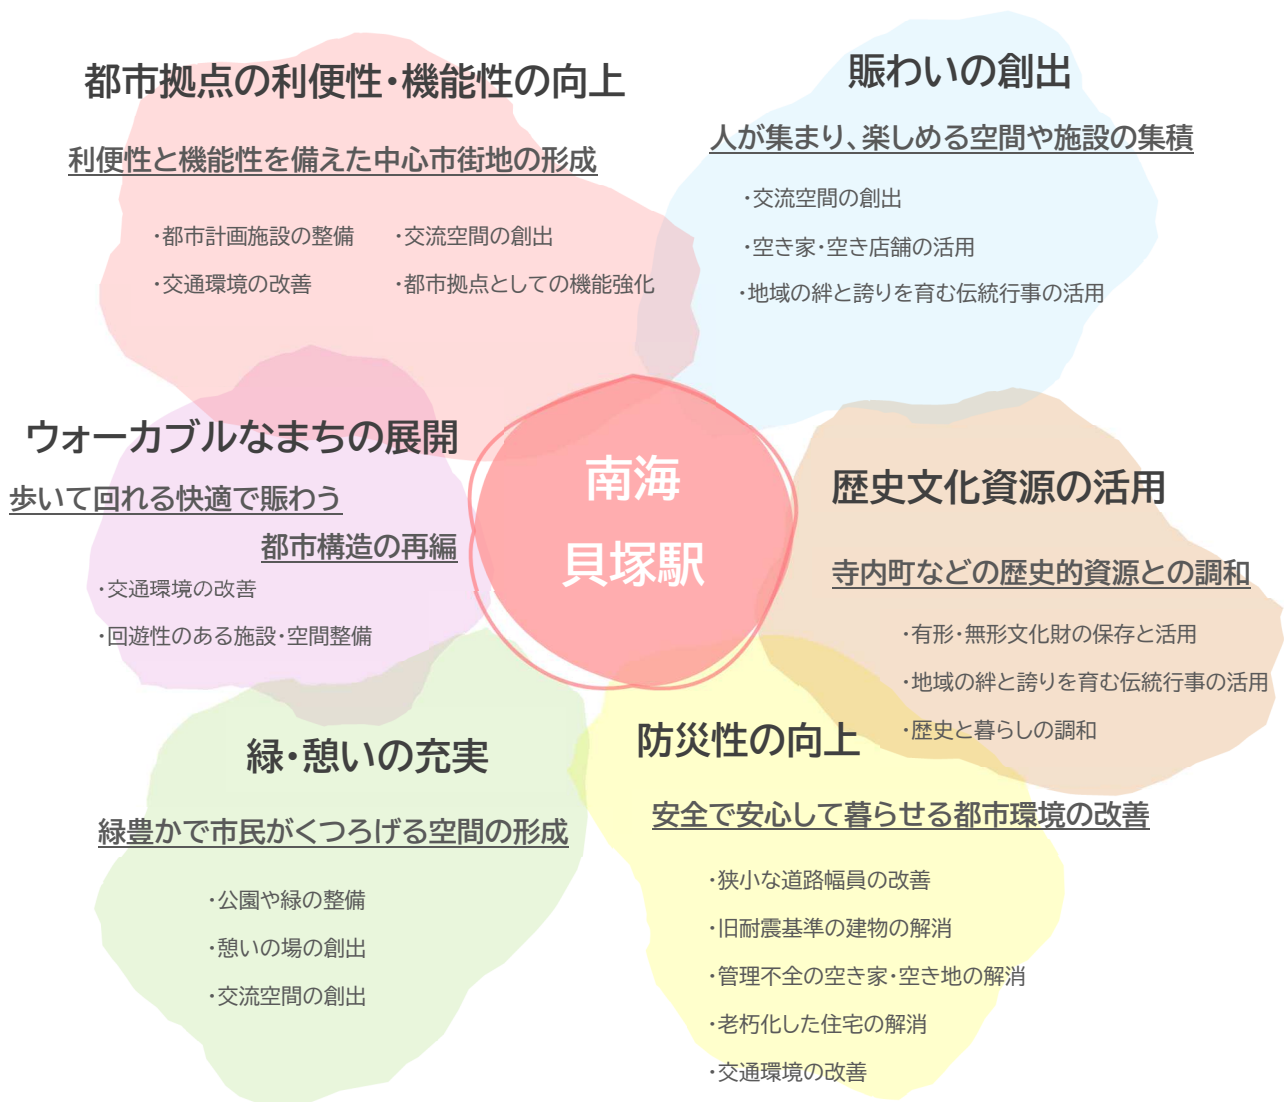 都市拠点の利便性・機能性の向上
利便性と機能性を備えた中心市街地の形成
・都市計画施設の整備
・交流空間の創出
・交通環境の改善
・都市拠点としての機能強化
賑わいの創出
人が集まり、楽しめる空間や施設の集積
・交流空間の創出
・空き家・空き店舗の活用
・地域の絆と誇りを育む伝統行事の活用
ウォーカブルなまちの展開
歩いて回れる快適で賑わう
都市構造の再編
・交通環境の改善
・回遊性のある施設・空間整備
南海
貝塚駅
歴史文化資源の活用
寺内町などの歴史的資源との調和
・有形・無形文化財の保存と活用
・地域の絆と誇りを育む伝統行事の活用
・歴史と暮らしの調和
緑・憩いの充実
緑豊かで市民がくつろげる空間の形成
・公園や緑の整備
・憩いの場の創出
・交流空間の創出
防災性の向上
安全で安心して暮らせる都市環境の改善
・狭小な道路幅員の改善
・旧耐震基準の建物の解消
・管理不全の空き家・空き地の解消
・老朽化した住宅の解消
・交通環境の改善